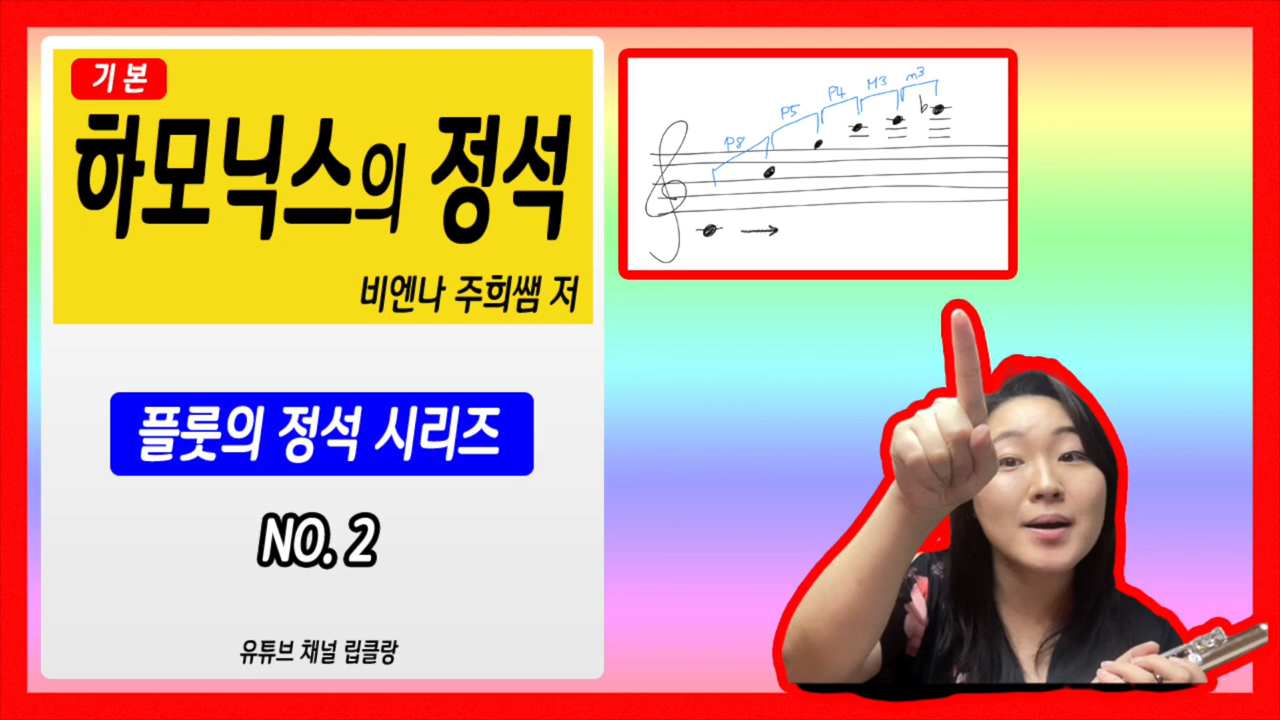 기본
하모닉스의 정석
비엔나 주희쌤 저
플룻의 정석 시리즈
NO. 2
유튜브 채널 립클랑
P8 P5 P4 M3 m3
b